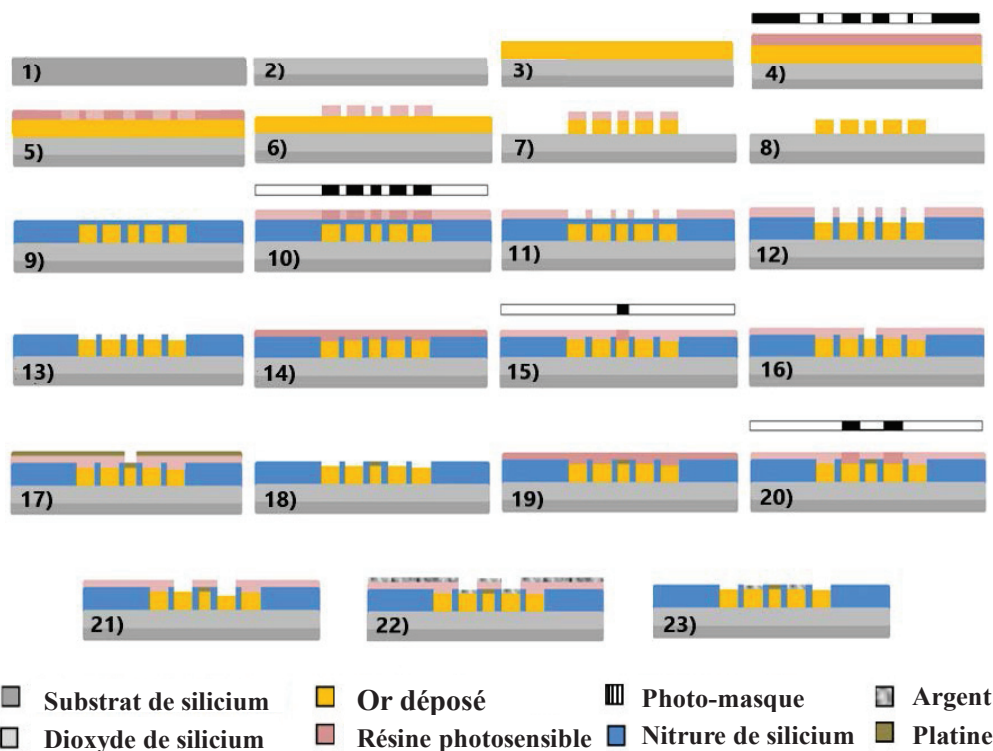 1)
2)
3)
4)
5)
6)
7)
8)
9)
10)
11)
12)
13)
14)
15)
16)
17)
18)
19)
20)
21)
22)
23)
Substrat de silicium
Or déposé
Photo-masque
Argent
Dioxyde de silicium
Résine photosensible
Nitrure de silicium
Platine